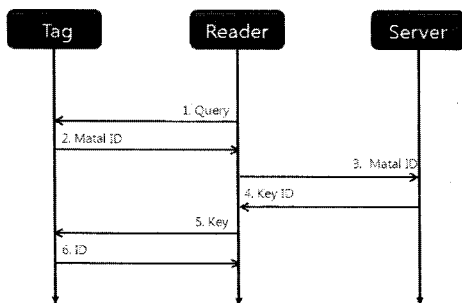 Tag
Reader
Server
1. Query
2. Matal ID
3. Matal ID
4. Key ID
5. Key
6. ID